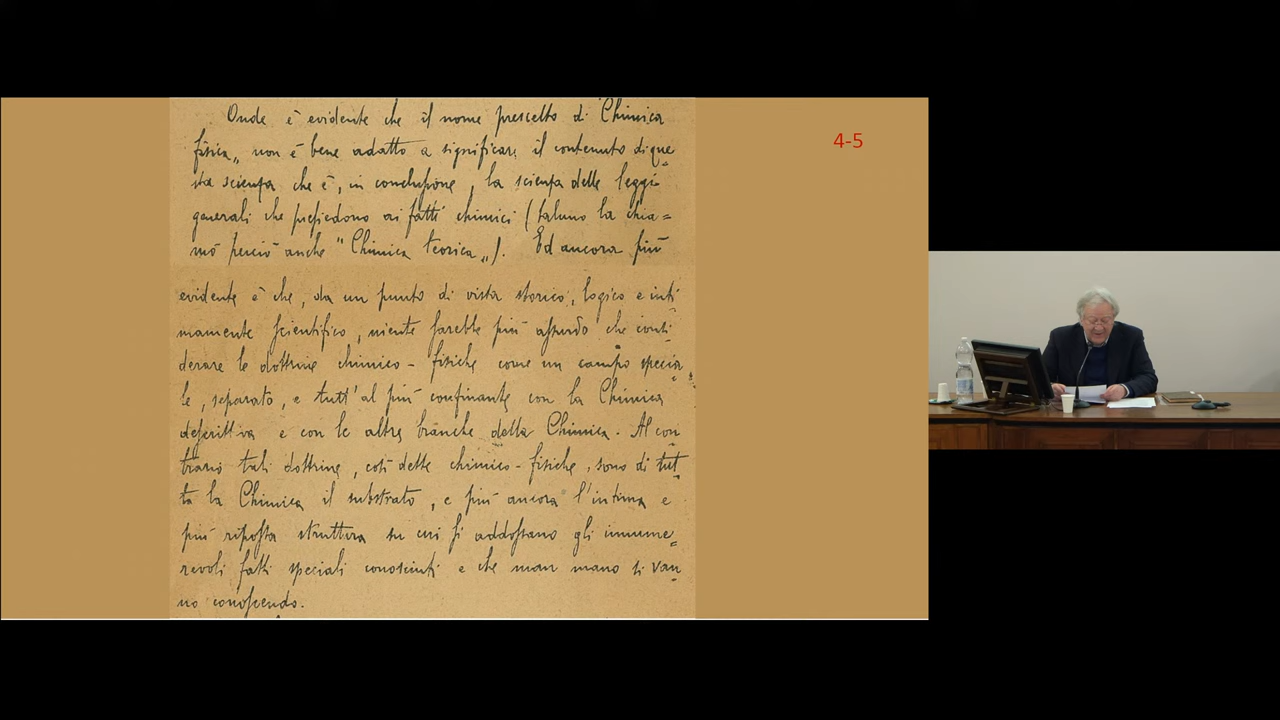 Onde è evidente che il nome prescelto di "Chimica
fisica„ non è bene adatto a significare il contenuto di que=
sta scienza che è, in conclusione, la scienza delle leggi
generali che presiedono ai fatti chimici (taluno la chia=
mò perciò anche "Chimica teorica„). Ed ancora più
evidente è che, da un punto di vista storico, logico e inti
mamente scientifico, niente sarebbe più assurdo che consi
derare le dottrine chimico-fisiche come un campo specia=
le, separato, e tutt'al più confinante con la Chimica
descrittiva e con le altre branche della Chimica. Al con=
trario tali dottrine, così dette chimico-fisiche, sono di tut=
ta la Chimica il substrato, e più ancora l'intima e
più riposta struttura su cui si addossano gli innume=
revoli fatti speciali conosciuti e che man mano si van=
no conoscendo.
4-5